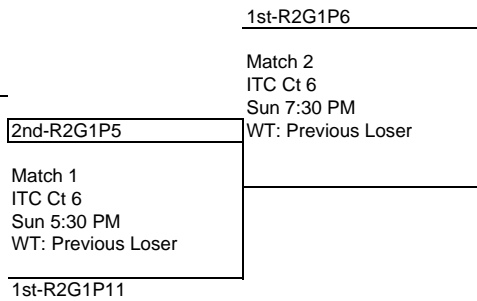 1st-R2G1P6
Match 2
ITC Ct 6
Sun 7:30 PM
WT: Previous Loser
2nd-R2G1P5
Match 1
ITC Ct 6
Sun 5:30 PM
WT: Previous Loser
1st-R2G1P11